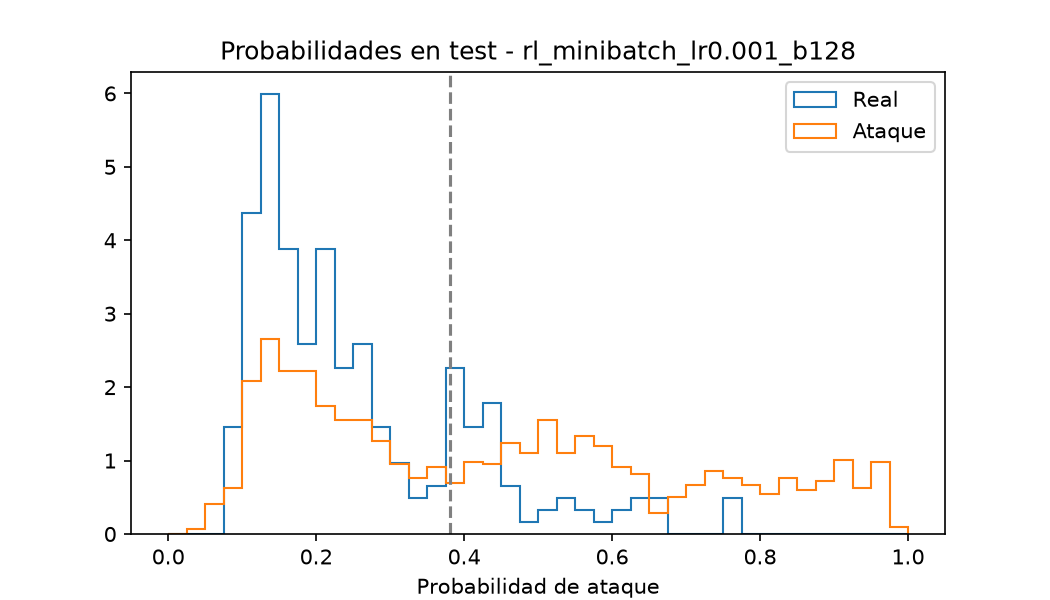 Probabilidades en test - rl_minibatch_lr0.001_b128
Real
Ataque
6
5
4
3
2
1
0
0.0 0.2 0.4 0.6 0.8 1.0
Probabilidad de ataque